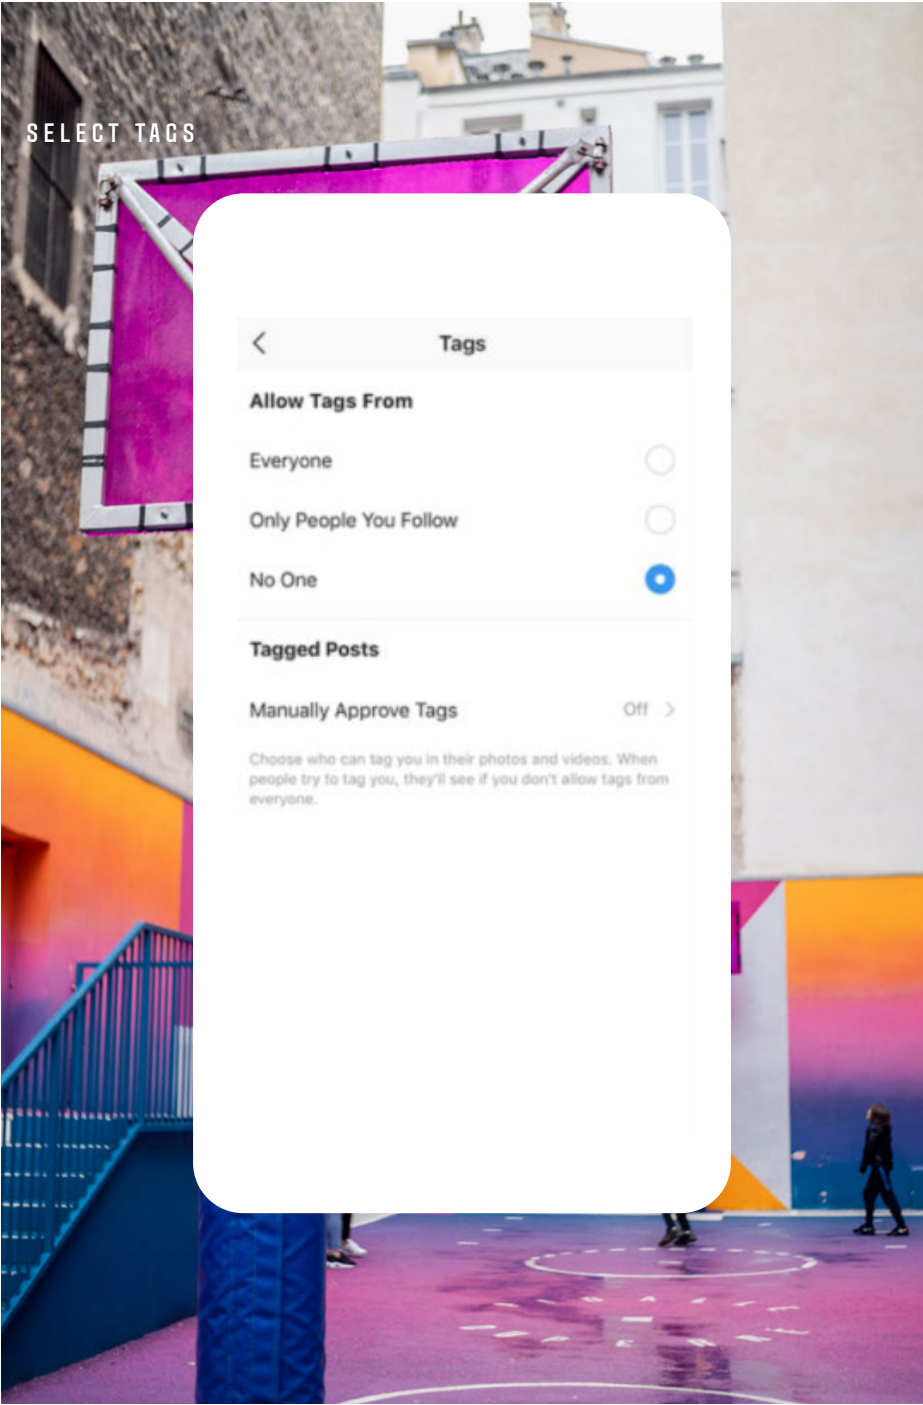 SELECT TAGS
Tags
Allow Tags From
Everyone
Only People You Follow
No One
Tagged Posts
Manually Approve Tags Off
Choose who can tag you in their photos and videos. When
people try to tag you, they'll see if you don't allow tags from
everyone.